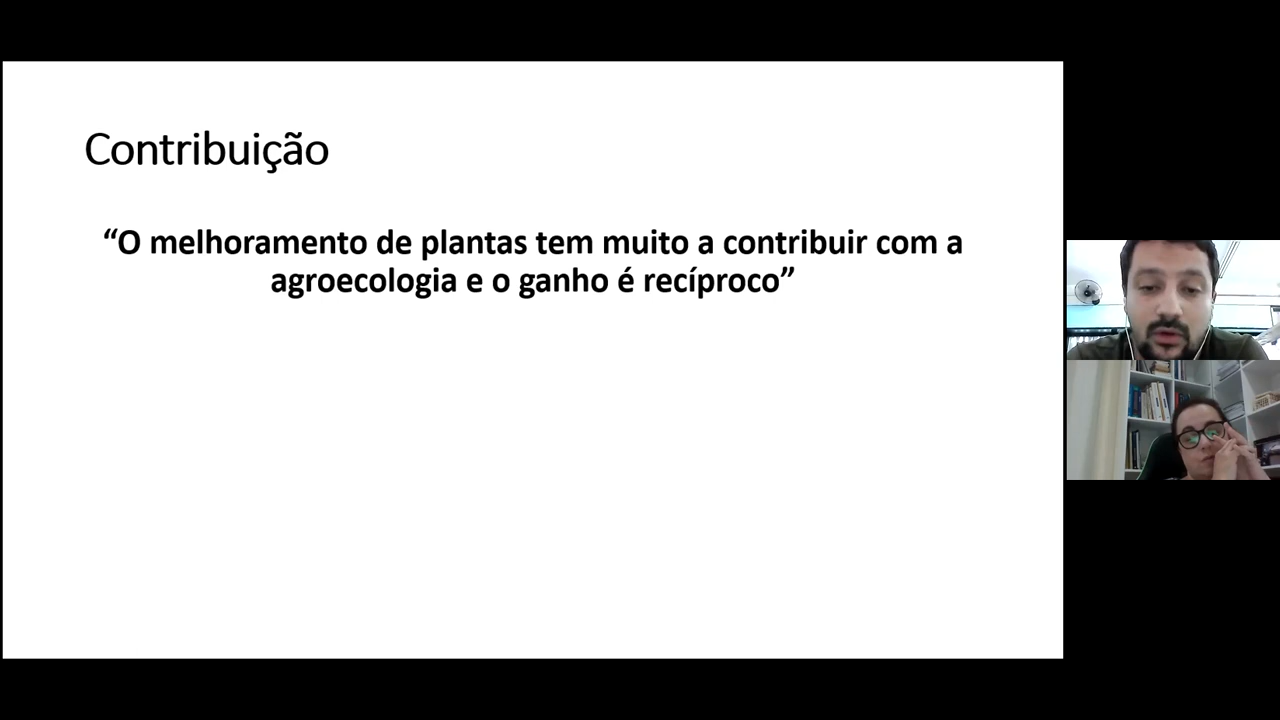 Contribuição
“O melhoramento de plantas tem muito a contribuir com a
agroecologia e o ganho é recíproco”